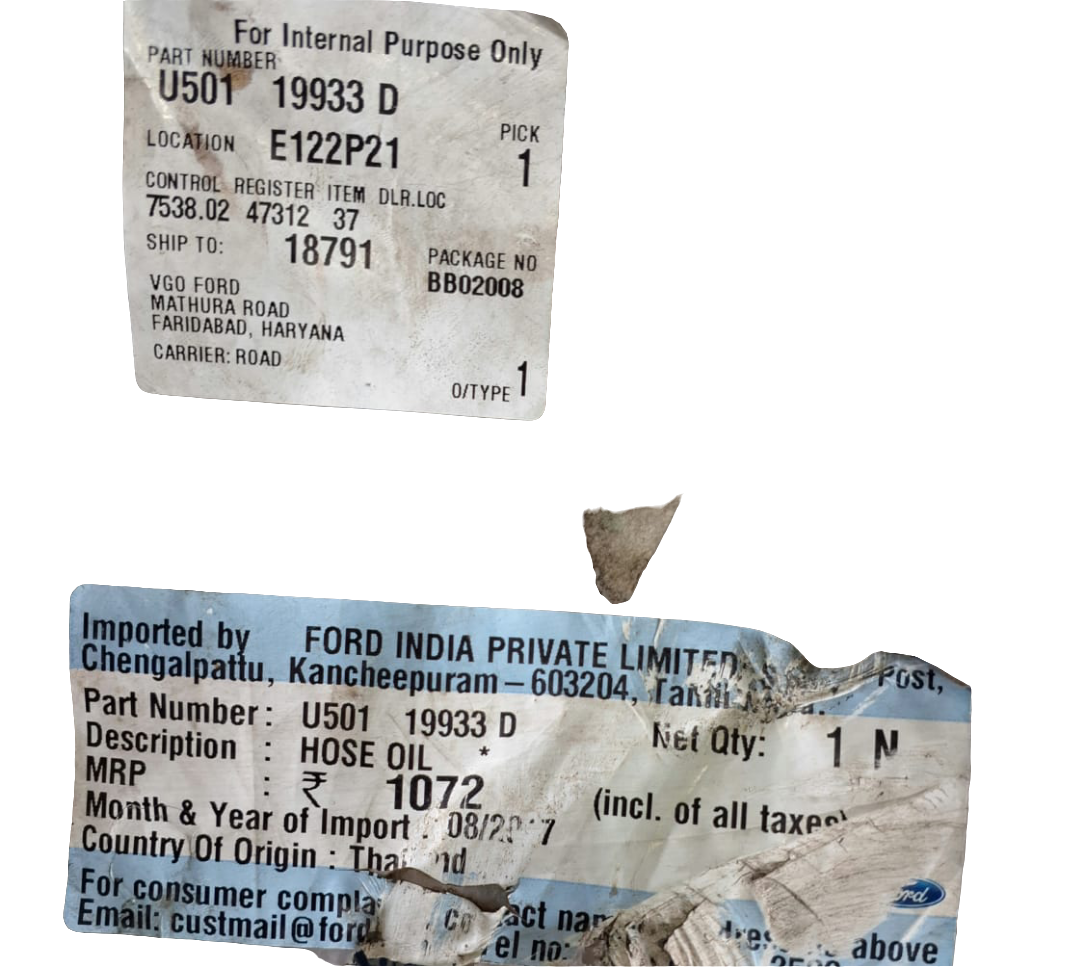 For Internal Purpose Only
PART NUMBER
U501 19933 D
LOCATION E122P21
PICK
1
CONTROL REGISTER ITEM DLR.LOC
7538.02 47312 37
SHIP TO: 18791
PACKAGE NO
BB02008
VGO FORD
MATHURA ROAD
FARIDABAD, HARYANA
CARRIER: ROAD
O/TYPE 1
Imported by FORD INDIA PRIVATE LIMITED, Post,
Chengalpattu, Kancheepuram – 603204,
Part Number : U501 19933 D
Net Qty: 1 N
Description : HOSE OIL *
MRP : ₹ 1072 (incl. of all taxes)
Month & Year of Import :
Country Of Origin :
For consumer above
Email: no: